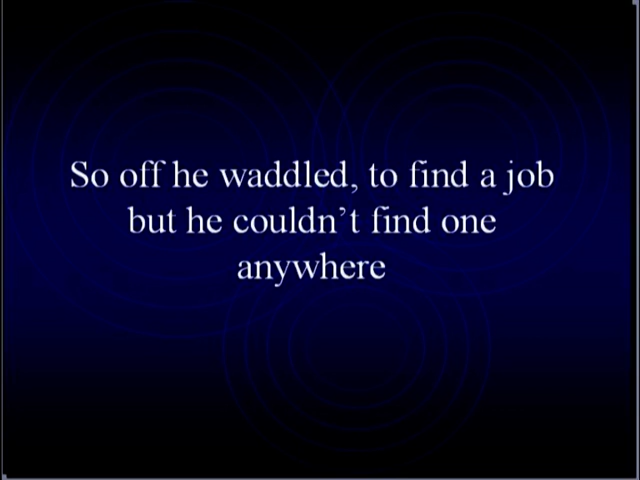 So off he waddled, to find a job
but he couldn’t find one
anywhere